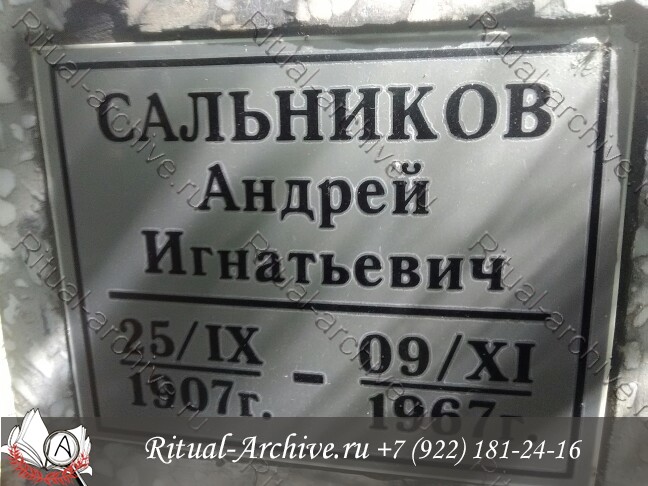 САЛЬНИКОВ
Андрей
Игнатьевич
25/IX - 09/XI
1907г. 1967г.
Ritual-Archive.ru +7 (922) 181-24-16